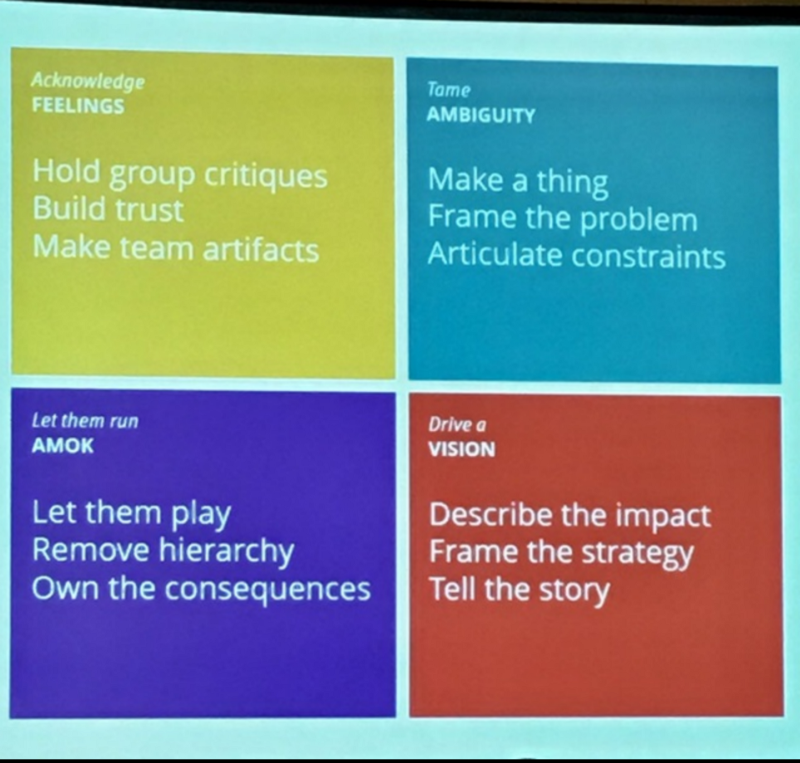 Acknowledge
FEELINGS
Hold group critiques
Build trust
Make team artifacts
Tame
AMBIGUITY
Make a thing
Frame the problem
Articulate constraints
Let them run
AMOK
Let them play
Remove hierarchy
Own the consequences
Drive a
VISION
Describe the impact
Frame the strategy
Tell the story